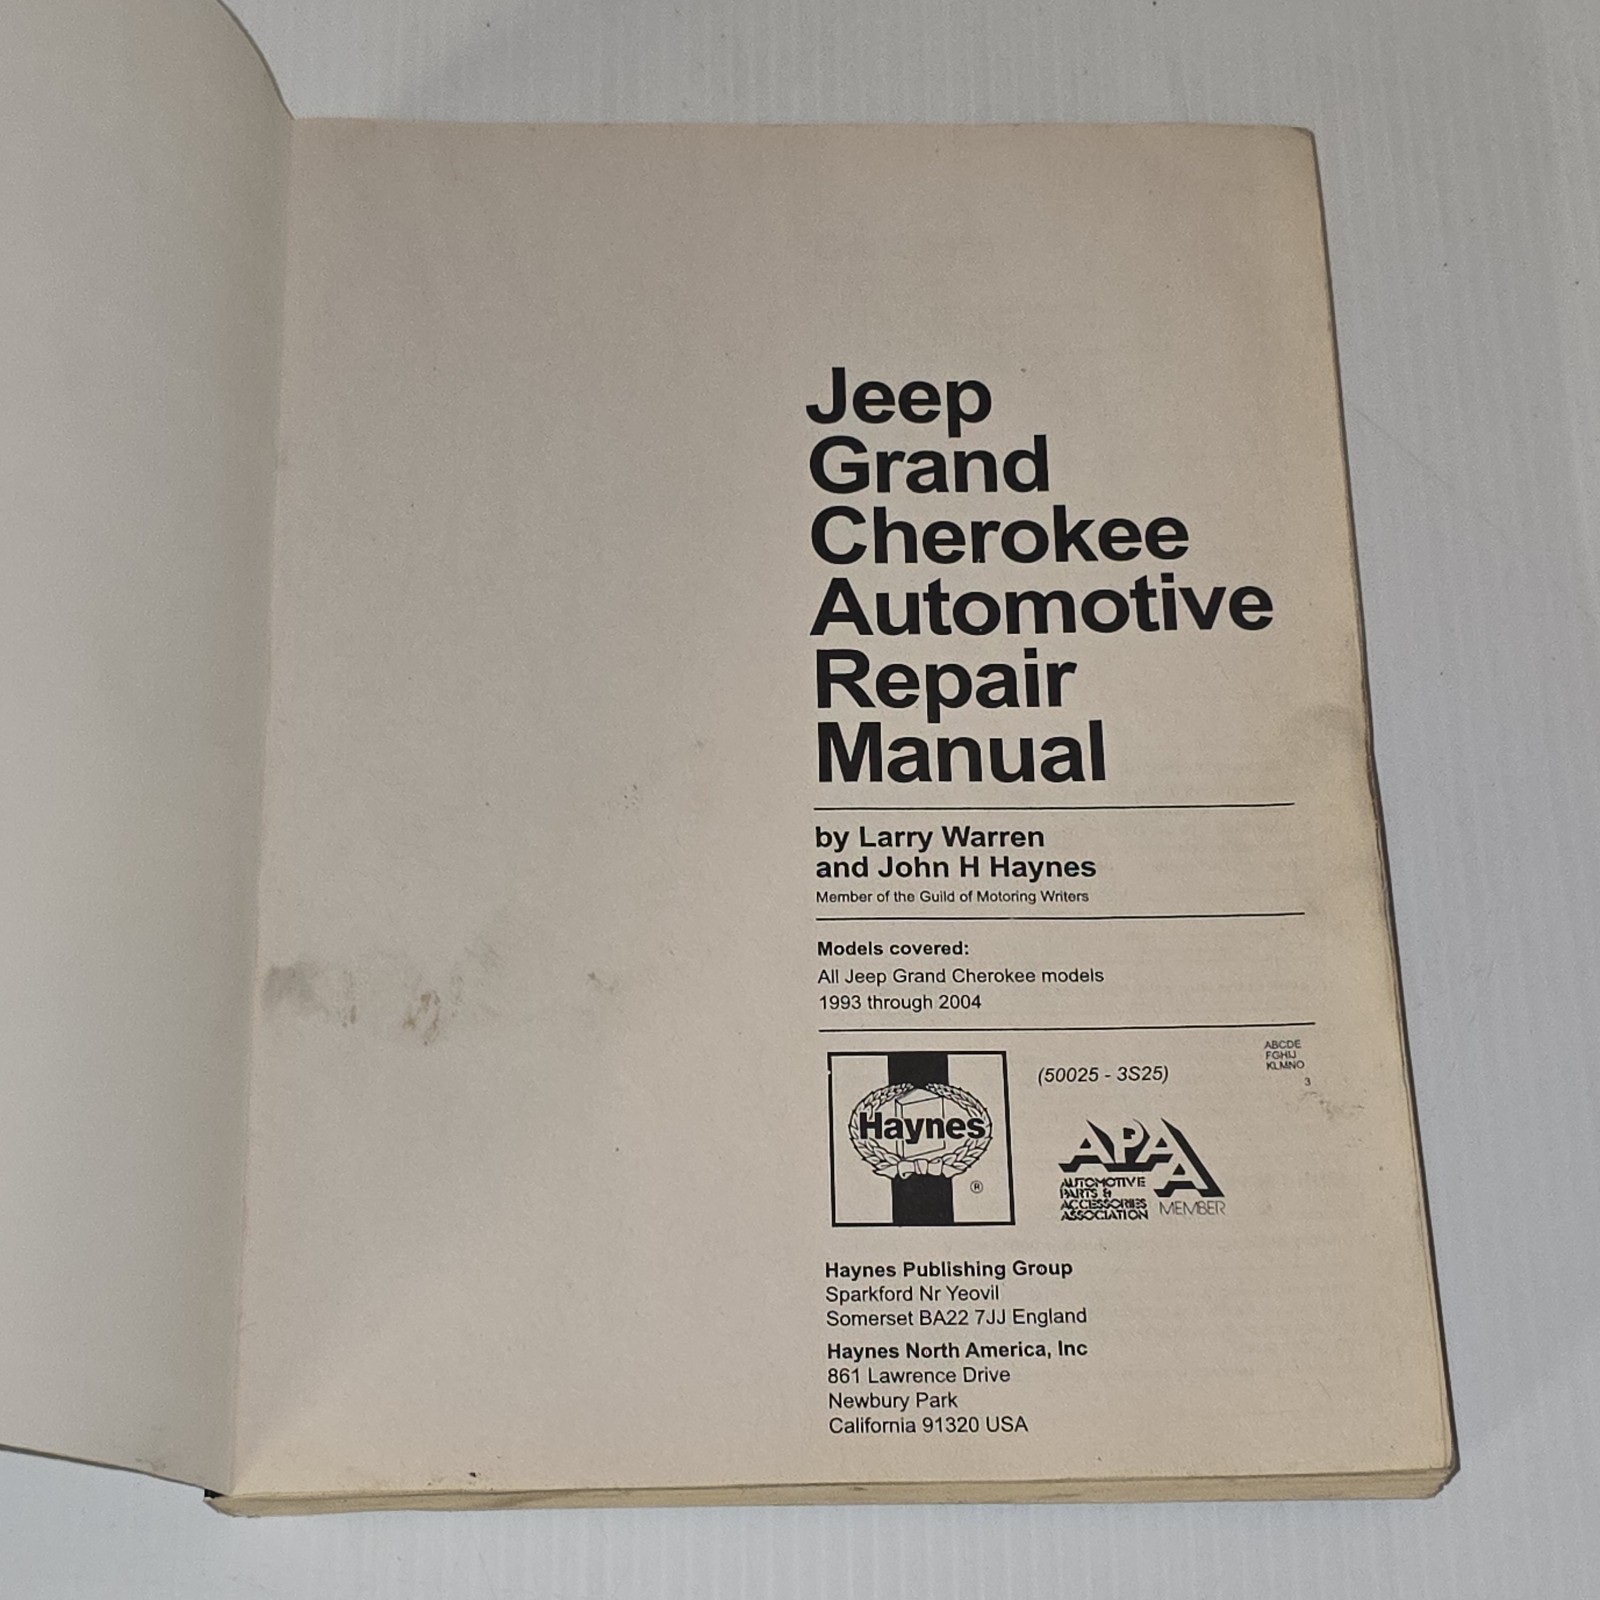 Jeep
Grand
Cherokee
Automotive
Repair
Manual
by Larry Warren
and John H Haynes
Member of the Guild of Motoring Writers
Models covered:
All Jeep Grand Cherokee models
1993 through 2004
(50025 - 3S25)
ABCDE
FGHIJ
KLMNO
3
Haynes
®
APAA
AUTOMOTIVE
PARTS &
ACCESSORIES
ASSOCIATION
MEMBER
Haynes Publishing Group
Sparkford Nr Yeovil
Somerset BA22 7JJ England
Haynes North America, Inc
861 Lawrence Drive
Newbury Park
California 91320 USA